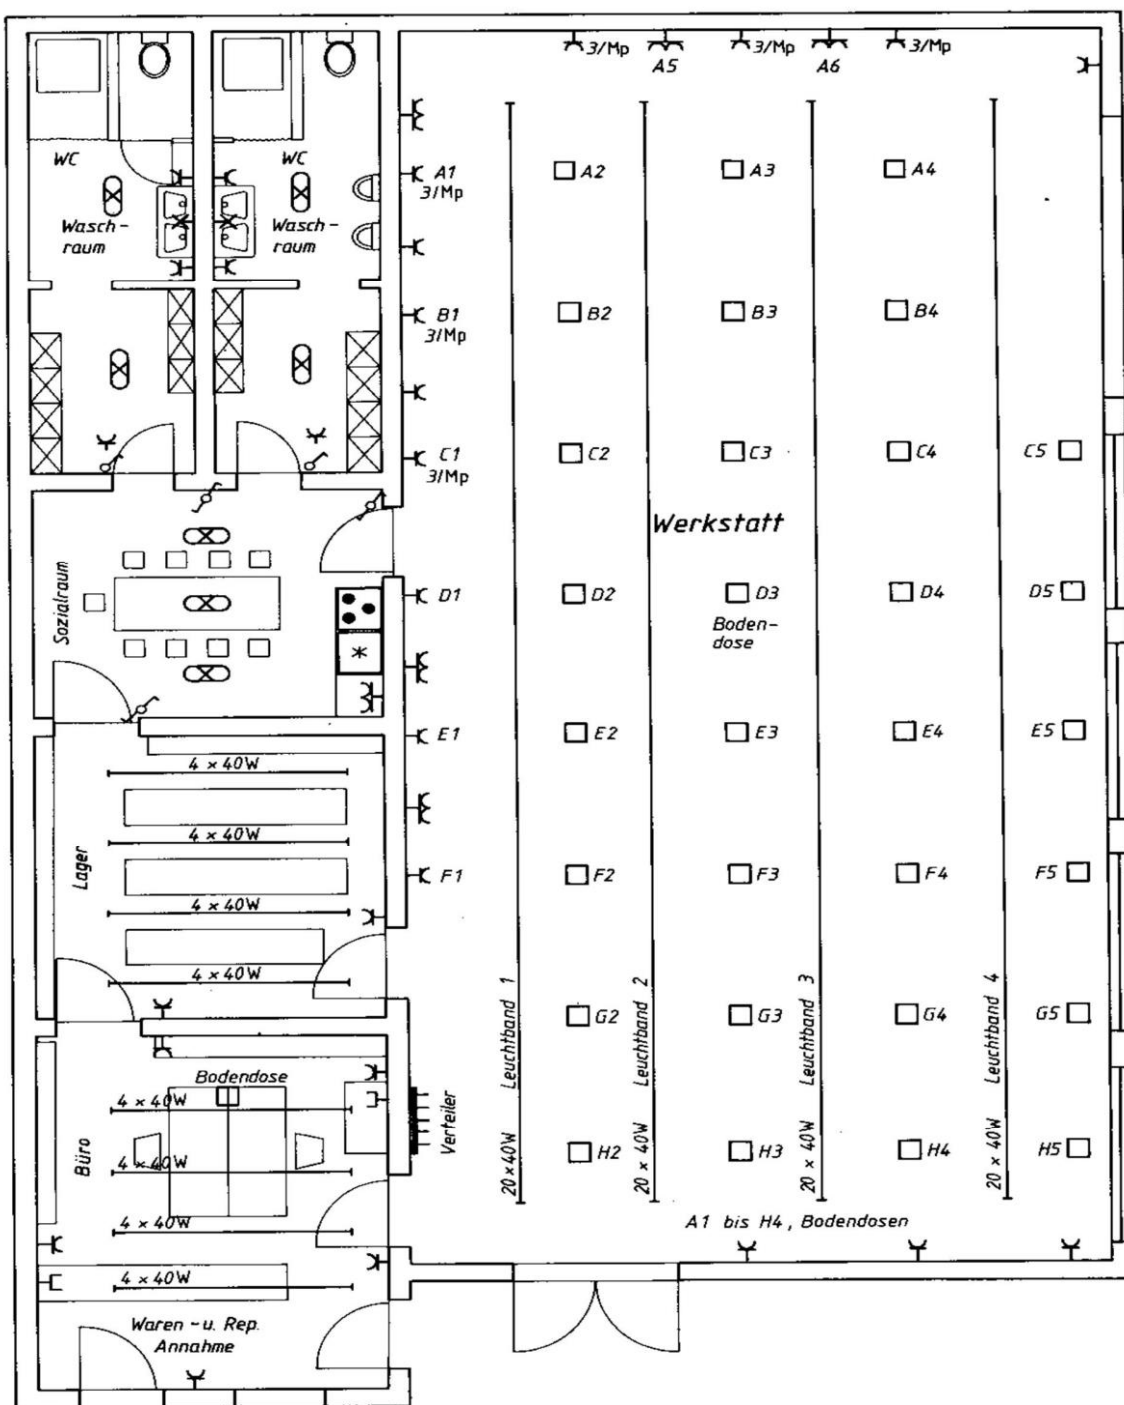 3/Mp
3/Mp
3/Mp
A5
A6
WC
WC
A1
3/Mp
A2
A3
A4
Wasch-
raum
Wasch-
raum
B1
3/Mp
B2
B3
B4
C1
3/Mp
C2
C3
C4
C5
Werkstatt
Sozialraum
D1
D2
D3
Boden-
dose
D4
D5
E1
E2
E3
E4
E5
4 x 40W
4 x 40W
Lager
F1
F2
F3
F4
F5
4 x 40W
4 x 40W
G2
G3
G4
G5
20 x 40W Leuchtband 1
20 x 40W Leuchtband 2
20 x 40W Leuchtband 3
20 x 40W Leuchtband 4
Bodendose
4 x 40W
Verteiler
Büro
4 x 40W
H2
H3
H4
H5
4 x 40W
A1 bis H4, Bodendosen
4 x 40W
Waren-u. Rep.
Annahme